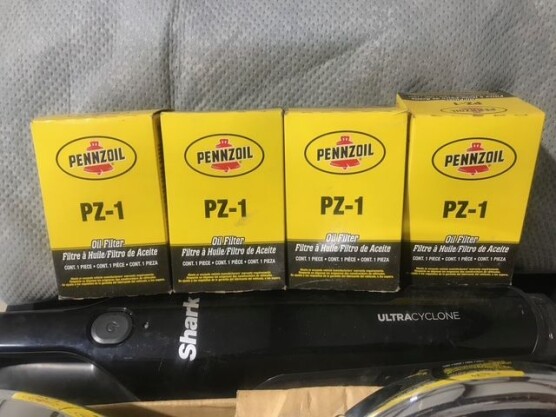 PENNZOIL
PZ-1
Oil Filter
Filtre à Huile/Filtro de Aceite
CONT. 1 PIECE • CONT. 1 PIÈCE • CONT. 1 PIEZA
PENNZOIL
PZ-1
Oil Filter
Filtre à Huile/Filtro de Aceite
CONT. 1 PIECE • CONT. 1 PIÈCE • CONT. 1 PIEZA
PENNZOIL
PZ-1
Oil Filter
Filtre à Huile/Filtro de Aceite
CONT. 1 PIECE • CONT. 1 PIÈCE • CONT. 1 PIEZA
PZ-1
PENNZOIL
PZ-1
Oil Filter
Filtre à Huile/Filtro de Aceite
CONT. 1 PIECE • CONT. 1 PIÈCE • CONT. 1 PIEZA
Shark
ULTRACYCLONE